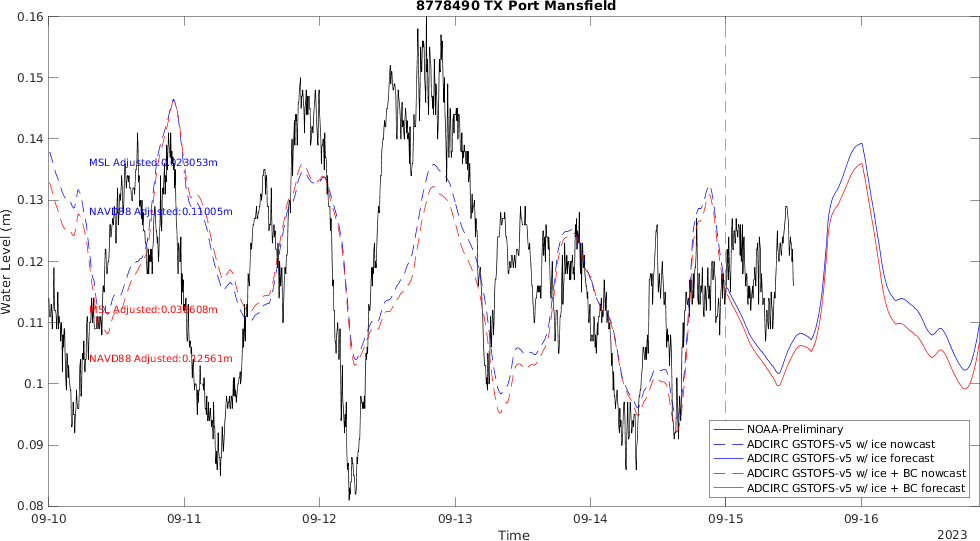 8778490 TX Port Mansfield
0.16
0.15
0.14
0.13
0.12
0.11
0.1
0.09
0.08
Water Level (m)
MSL Adjusted:0.023053m
NAVD88 Adjusted:0.11005m
MSL Adjusted:0.038608m
NAVD88 Adjusted:0.12561m
NOAA-Preliminary
ADCIRC GSTOFS-v5 w/ ice nowcast
ADCIRC GSTOFS-v5 w/ ice forecast
ADCIRC GSTOFS-v5 w/ ice + BC nowcast
ADCIRC GSTOFS-v5 w/ ice + BC forecast
09-10 09-11 09-12 09-13 09-14 09-15 09-16
Time
2023